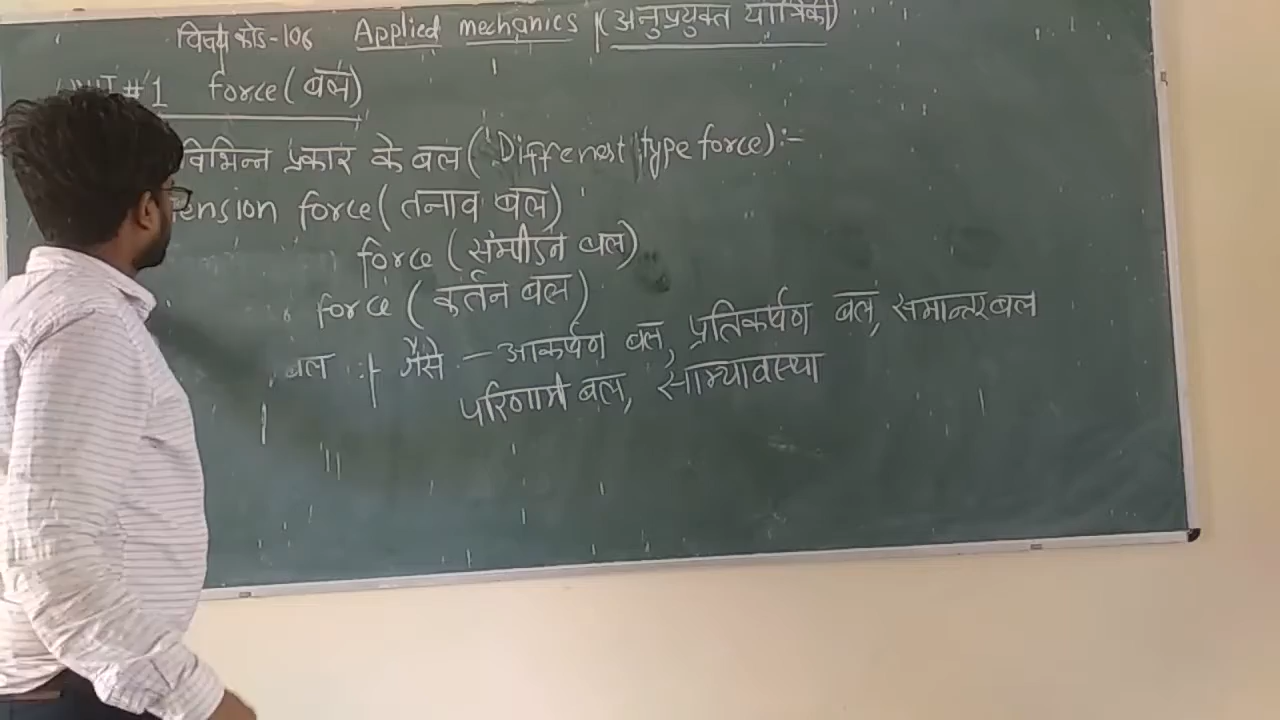 विषय कोड-106 Applied mechanics (अनुप्रयुक्त यांत्रिकी)
#1 force (बल)
विभिन्न प्रकार के बल (Different type force):-
ension force (तनाव बल)
force (संम्पीडन बल)
force (कर्तन बल)
बल :- जैसे - आकर्षण बल, प्रतिकर्षण बल, समान्तर बल
परिणाम बल, साम्यावस्था